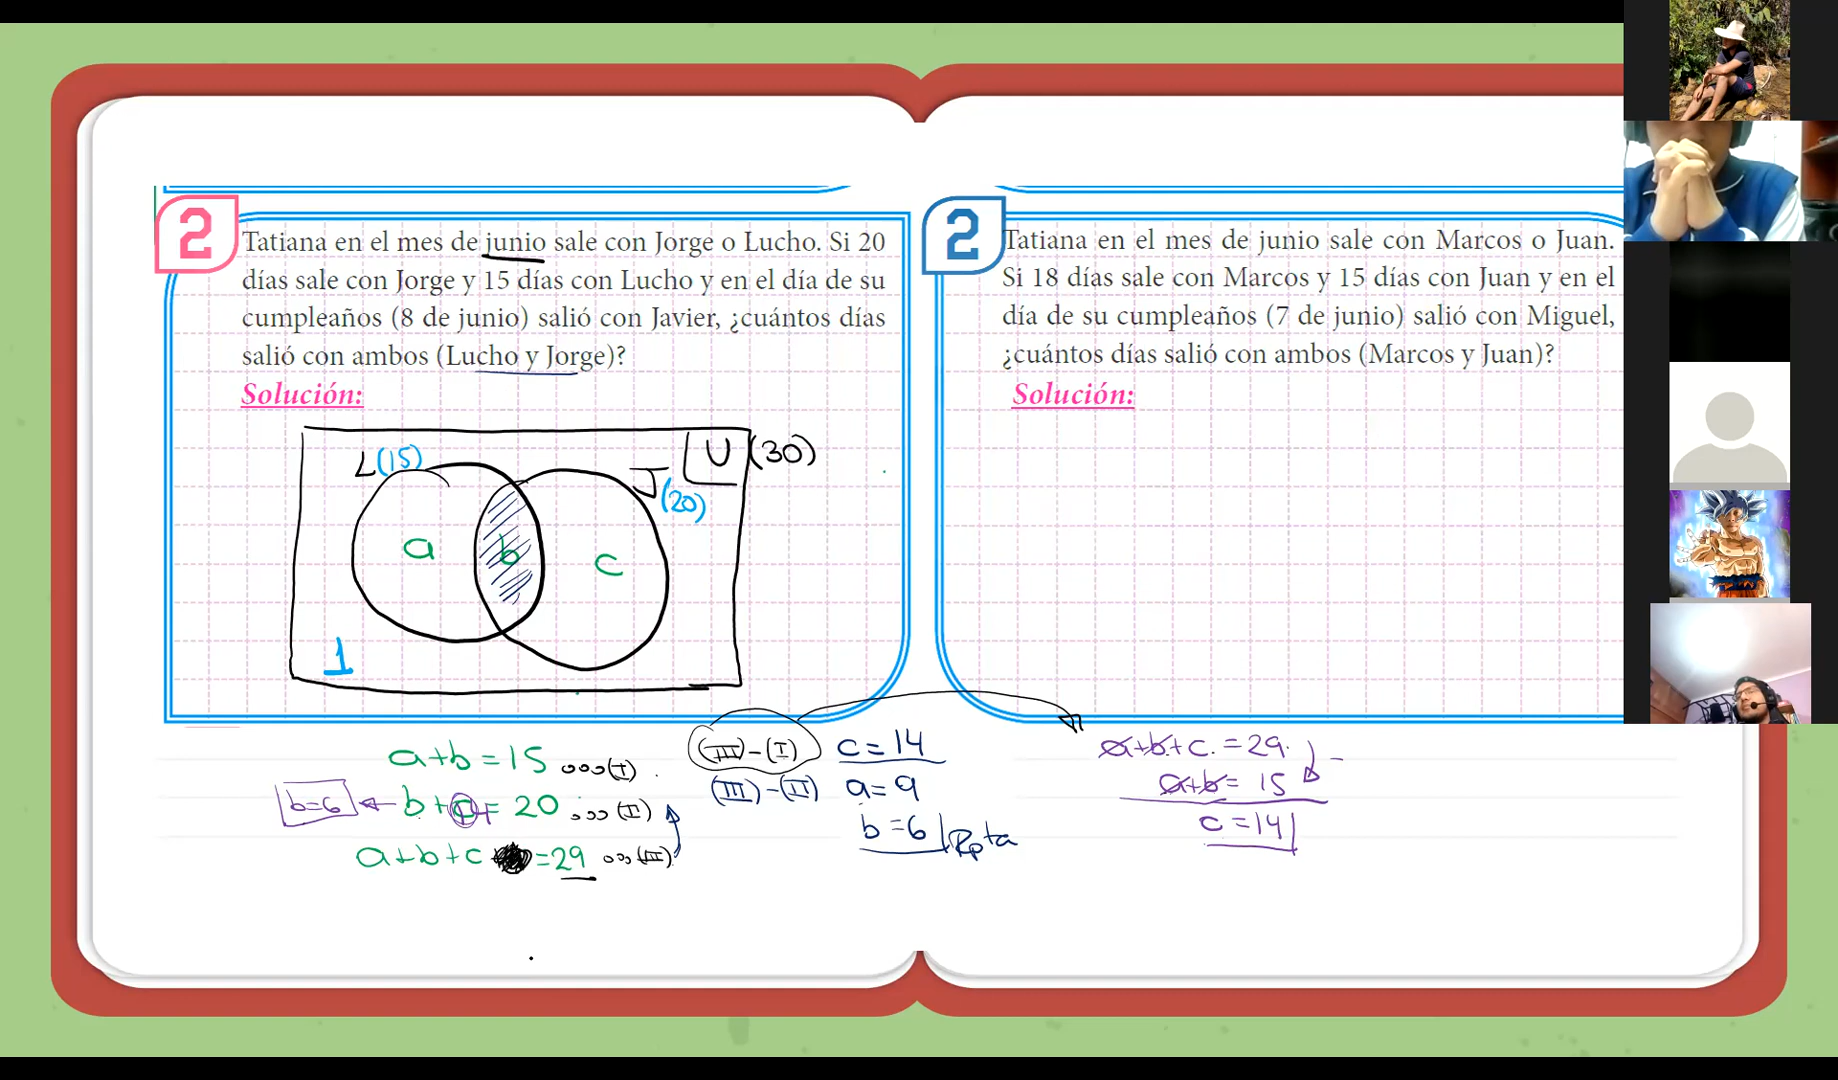 2
Tatiana en el mes de junio sale con Jorge o Lucho. Si 20
días sale con Jorge y 15 días con Lucho y en el día de su
cumpleaños (8 de junio) salió con Javier, ¿cuántos días
salió con ambos (Lucho y Jorge)?
Solución:
L(15)
J
(20)
U (30)
a
b
c
1
a+b=15 ...(I)
b=6 ← b+c= 20 ...(I)
a+b+c =29 ...(III)
(III)-(I) c=14
(III)-(II) a=9
b=6 Rpta
2
Tatiana en el mes de junio sale con Marcos o Juan.
Si 18 días sale con Marcos y 15 días con Juan y en el
día de su cumpleaños (7 de junio) salió con Miguel,
¿cuántos días salió con ambos (Marcos y Juan)?
Solución:
a+b+c.=29.
a+b= 15
c=14